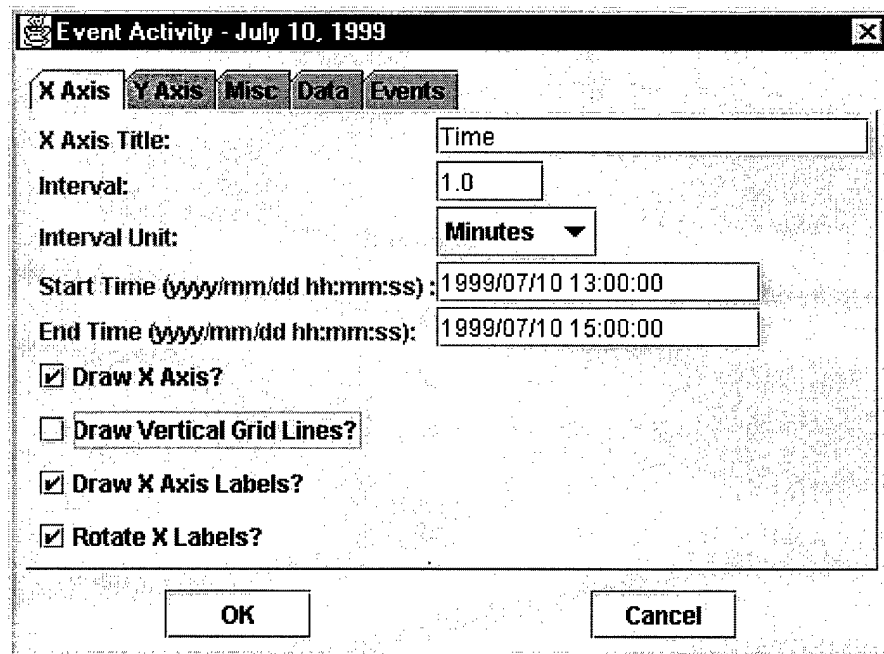 Event Activity - July 10, 1999
X Axis Y Axis Misc Data Events
X Axis Title: Time
Interval: 1.0
Interval Unit: Minutes
Start Time (yyyy/mm/dd hh:mm:ss) : 1999/07/10 13:00:00
End Time (yyyy/mm/dd hh:mm:ss): 1999/07/10 15:00:00
Draw X Axis?
Draw Vertical Grid Lines?
Draw X Axis Labels?
Rotate X Labels?
OK Cancel